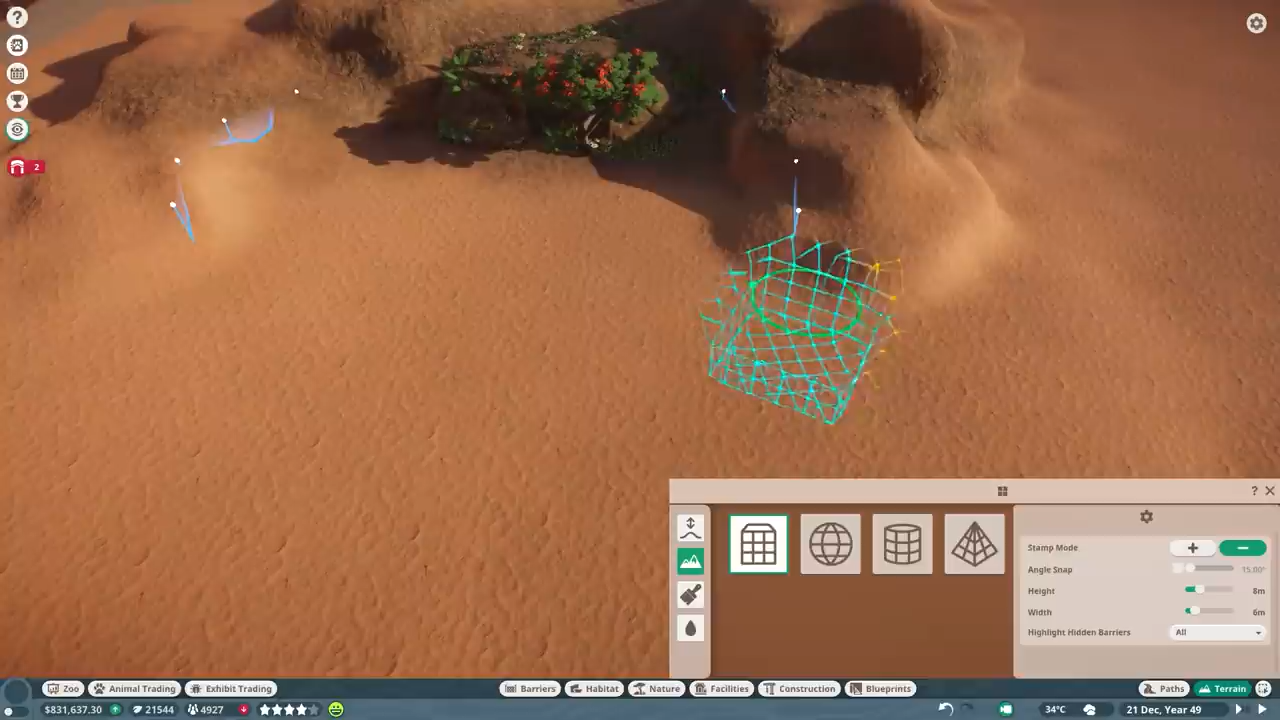 ?
2
? ×
Stamp Mode + −
Angle Snap 15.00°
Height 8m
Width 6m
Highlight Hidden Barriers All
Zoo Animal Trading Exhibit Trading Barriers Habitat Nature Facilities Construction Blueprints Paths Terrain
$831,637.30 21544 4927 34°C 21 Dec, Year 49